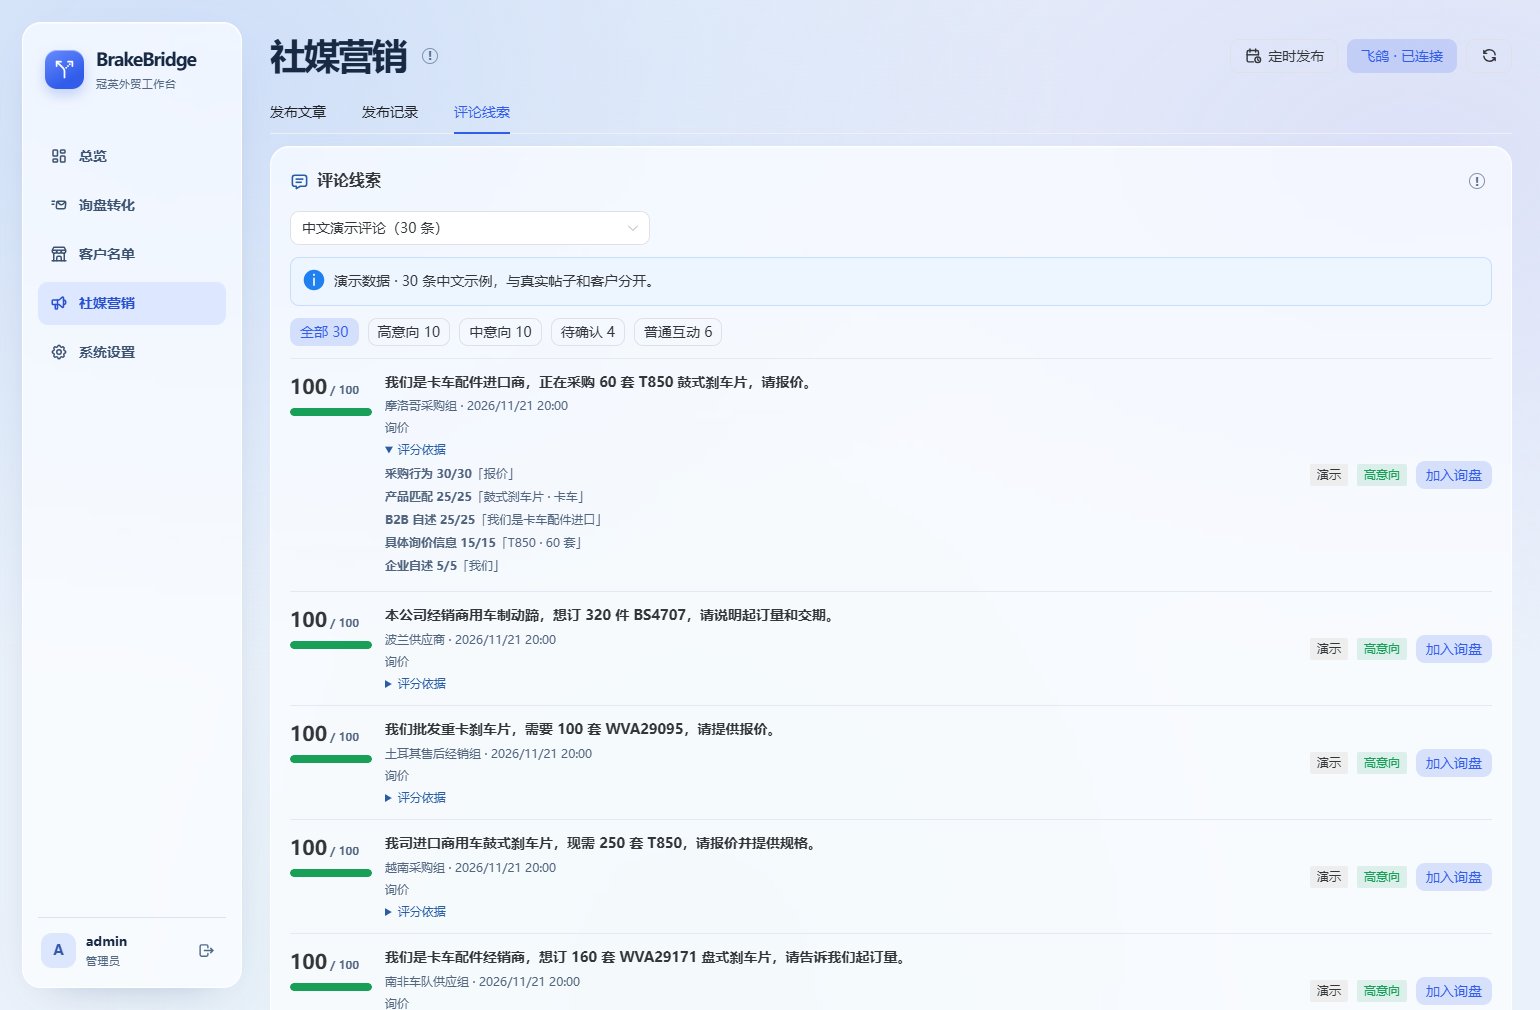 BrakeBridge
冠英外贸工作台
总览
询盘转化
客户名单
社媒营销
系统设置
A
admin
管理员
社媒营销
定时发布
飞鸽 · 已连接
发布文章
发布记录
评论线索
评论线索
中文演示评论（30 条）
演示数据 · 30 条中文示例，与真实帖子和客户分开。
全部 30
高意向 10
中意向 10
待确认 4
普通互动 6
100 / 100
我们是卡车配件进口商，正在采购 60 套 T850 鼓式刹车片，请报价。
摩洛哥采购组 · 2026/11/21 20:00
询价
▼ 评分依据
采购行为 30/30「报价」
产品匹配 25/25「鼓式刹车片 · 卡车」
B2B 自述 25/25「我们是卡车配件进口」
具体询价信息 15/15「T850 · 60 套」
企业自述 5/5「我们」
演示
高意向
加入询盘
100 / 100
本公司经销商用车制动蹄，想订 320 件 BS4707，请说明起订量和交期。
波兰供应商 · 2026/11/21 20:00
询价
▶ 评分依据
演示
高意向
加入询盘
100 / 100
我们批发重卡刹车片，需要 100 套 WVA29095，请提供报价。
土耳其售后经销组 · 2026/11/21 20:00
询价
▶ 评分依据
演示
高意向
加入询盘
100 / 100
我司进口商用车鼓式刹车片，现需 250 套 T850，请报价并提供规格。
越南采购组 · 2026/11/21 20:00
询价
▶ 评分依据
演示
高意向
加入询盘
100 / 100
我们是卡车配件经销商，想订 160 套 WVA29171 盘式刹车片，请告诉我们起订量。
南非车队供应组 · 2026/11/21 20:00
询价
演示
高意向
加入询盘